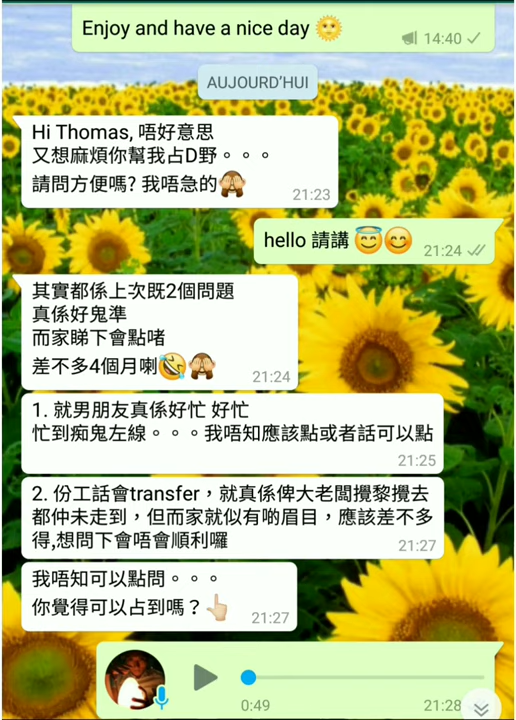 Enjoy and have a nice day 🌞
14:40
AUJOURD'HUI
Hi Thomas, 唔好意思
又想麻煩你幫我占D野。。。
請問方便嗎? 我唔急的🙈
21:23
hello 請講 😇😊
21:24
其實都係上次既2個問題
真係好鬼準
而家睇下會點啫
差不多4個月喇🤣🙈
21:24
1. 就男朋友真係好忙 好忙
忙到痴鬼左線。。。我唔知應該點或者話可以點
21:25
2. 份工話會transfer，就真係俾大老闆攪黎攪去
都仲未走到，但而家就似有啲眉目，應該差不多
得,想問下會唔會順利囉
21:27
我唔知可以點問。。。
你覺得可以占到嗎？👆🏻
21:27
0:49
21:28